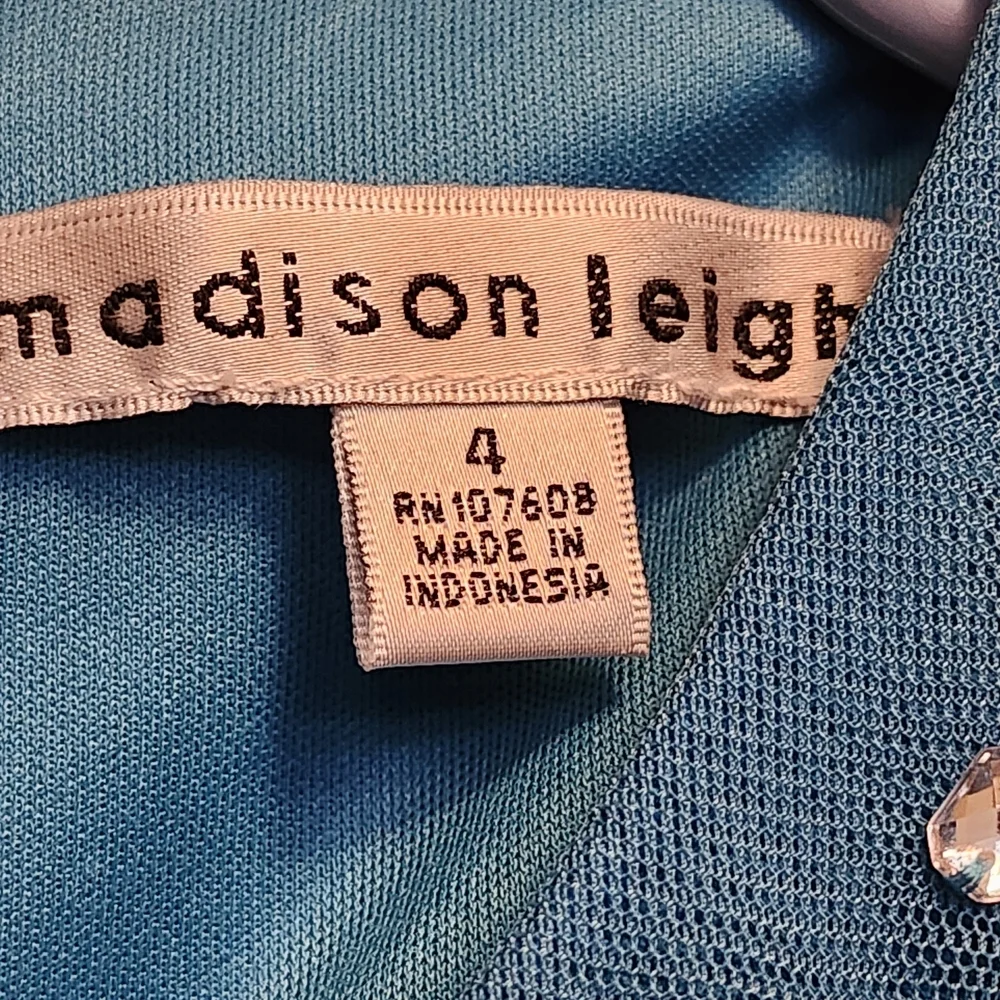 madison leigh
4
RN107608
MADE IN
INDONESIA